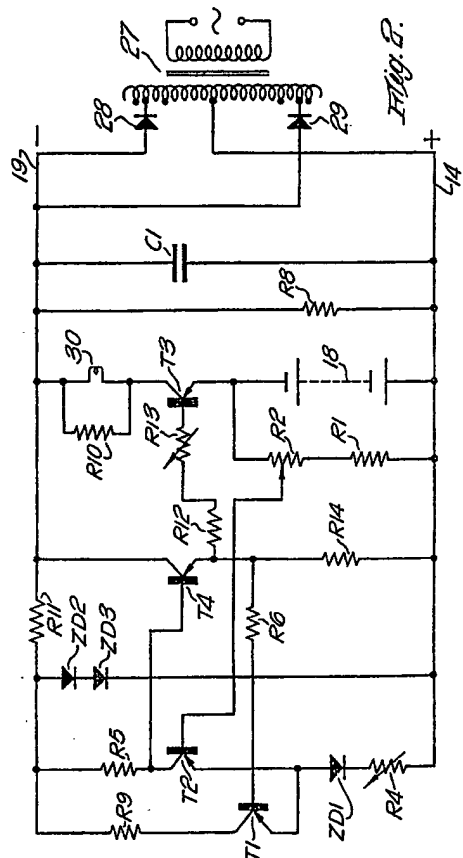 Fig. 2.
27
28
29
19
−
+
14
C1
R8
30
R10
T3
18
R13
R2
R1
R12
R11
T4
R14
ZD2
ZD3
R6
R5
T2
R9
T1
ZD1
R4